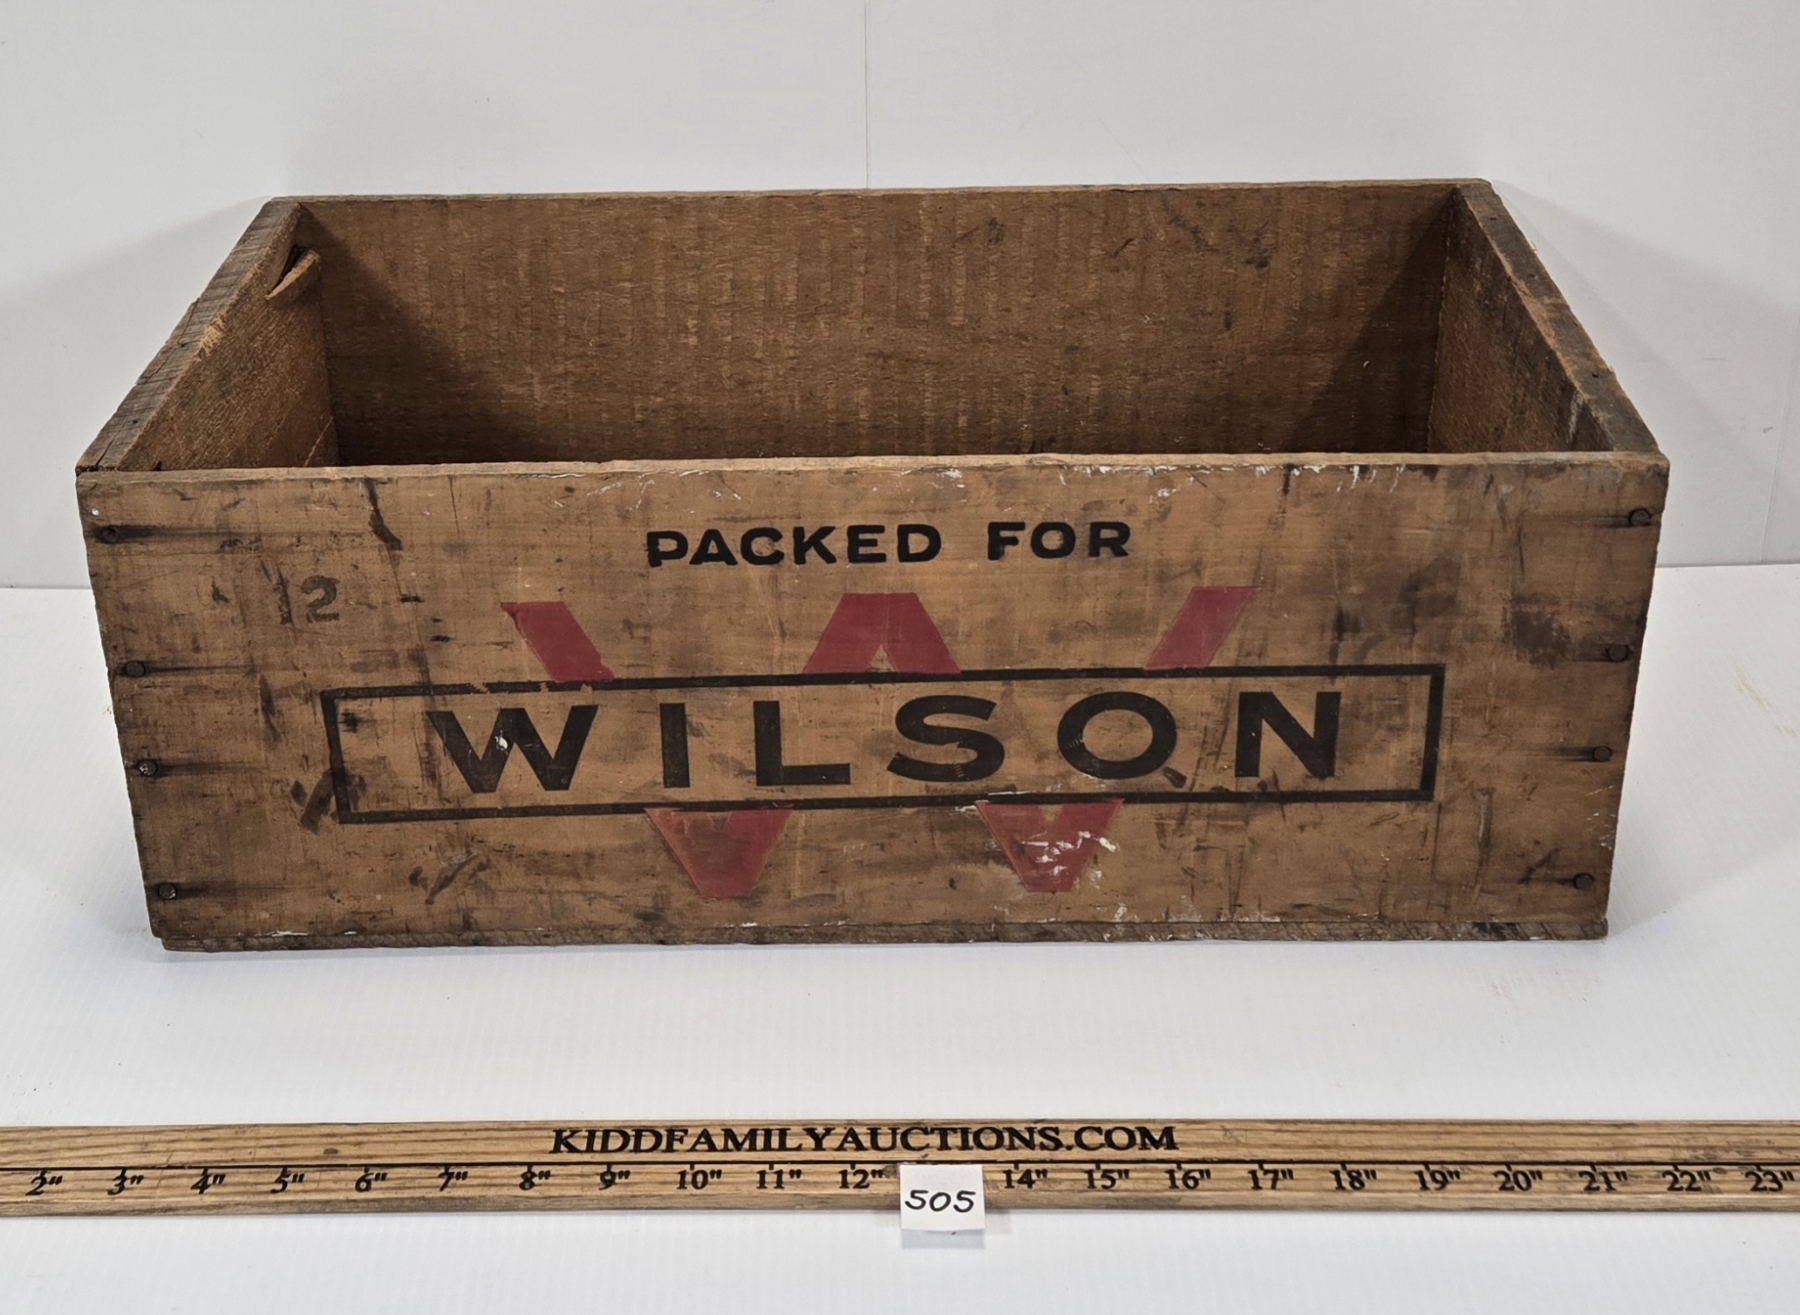 PACKED FOR
12
W
WILSON
KIDDFAMILYAUCTIONS.COM
2" 3" 4" 5" 6" 7" 8" 9" 10" 11" 12" 14" 15" 16" 17" 18" 19" 20" 21" 22" 23"
505